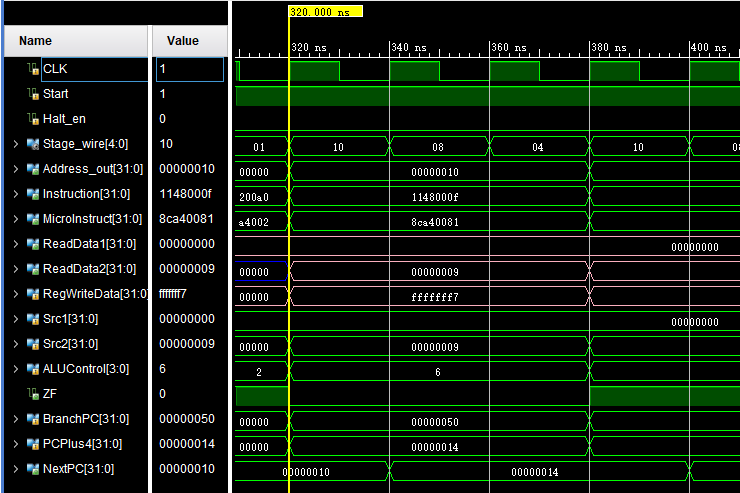 320.000 ns
Name Value
320 ns 340 ns 360 ns 380 ns 400 ns
CLK 1
Start 1
Halt_en 0
Stage_wire[4:0] 10 01 10 08 04 10 08
Address_out[31:0] 00000010 00000 00000010
Instruction[31:0] 1148000f 200a0 1148000f
MicroInstruct[31:0] 8ca40081 a4002 8ca40081
ReadData1[31:0] 00000000 00000000
ReadData2[31:0] 00000009 00000 00000009
RegWriteData[31:0] fffffff7 00000 fffffff7
Src1[31:0] 00000000 00000000
Src2[31:0] 00000009 00000 00000009
ALUControl[3:0] 6 2 6
ZF 0
BranchPC[31:0] 00000050 00000 00000050
PCPlus4[31:0] 00000014 00000 00000014
NextPC[31:0] 00000010 00000010 00000014